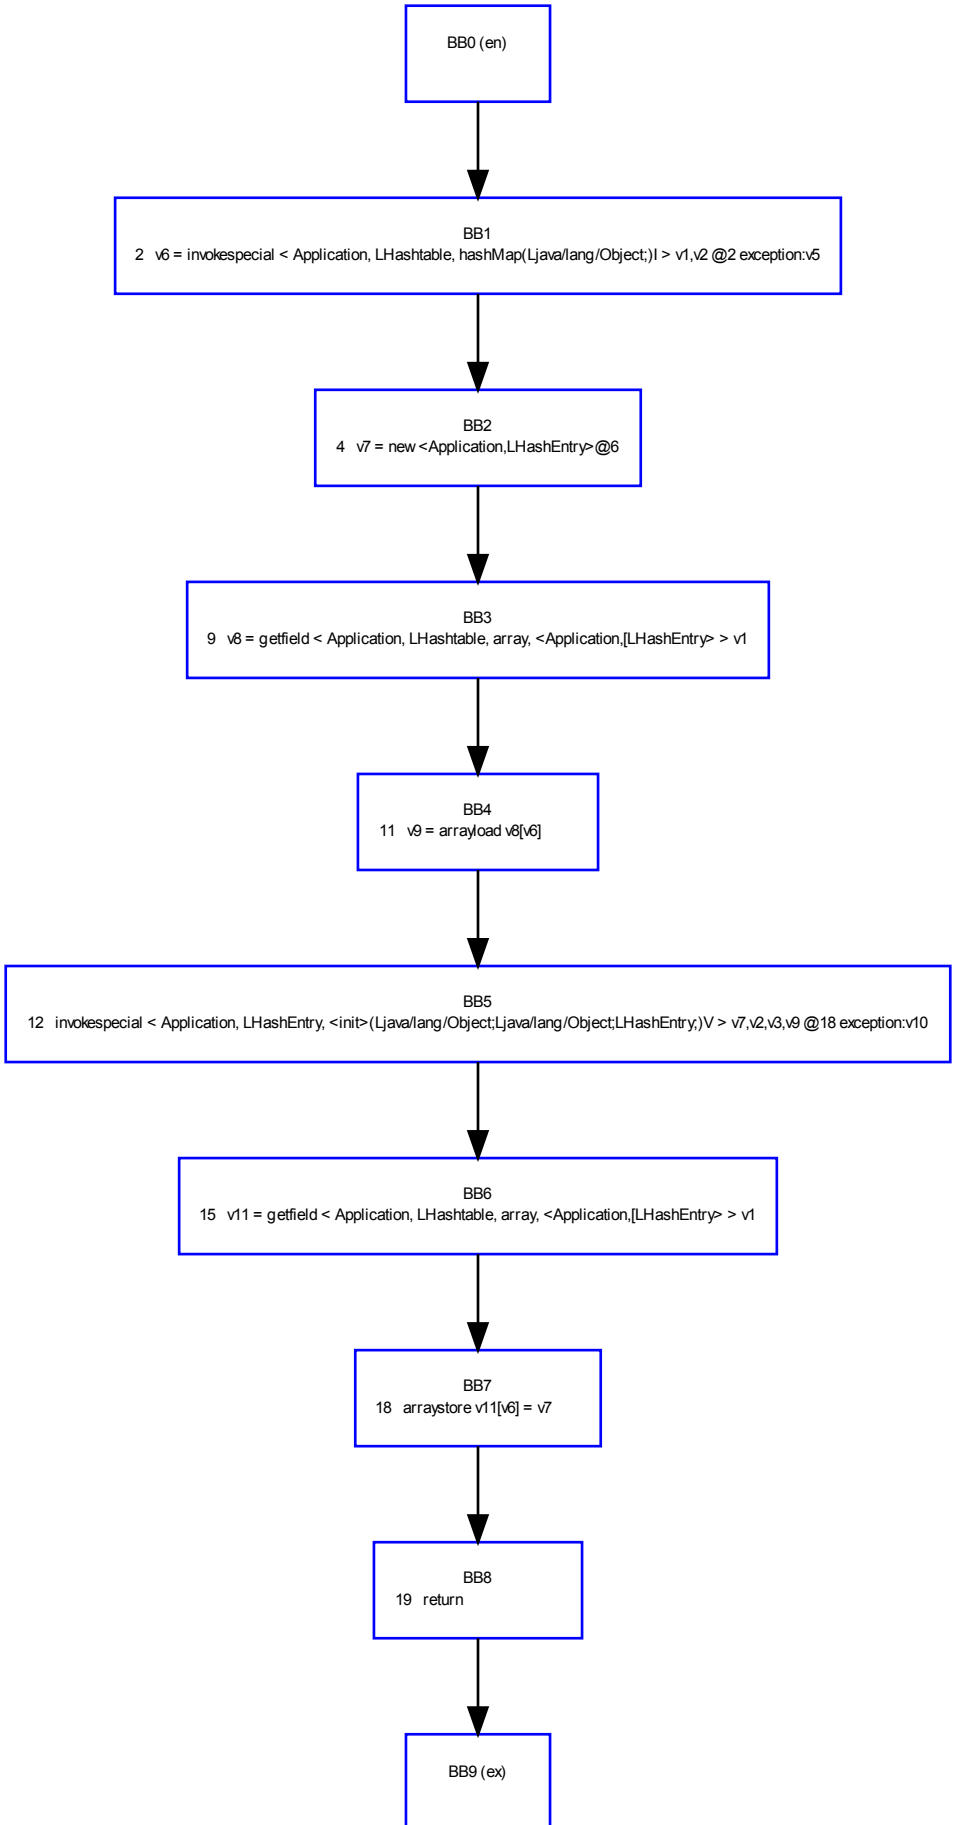 BB0 (en)
BB1
2 v6 = invokespecial < Application, LHashtable, hashMap(Ljava/lang/Object;)I > v1,v2 @2 exception:v5
BB2
4 v7 = new <Application,LHashEntry>@6
BB3
9 v8 = getfield < Application, LHashtable, array, <Application,[LHashEntry> > v1
BB4
11 v9 = arrayload v8[v6]
BB5
12 invokespecial < Application, LHashEntry, <init>(Ljava/lang/Object;Ljava/lang/Object;LHashEntry;)V > v7,v2,v3,v9 @18 exception:v10
BB6
15 v11 = getfield < Application, LHashtable, array, <Application,[LHashEntry> > v1
BB7
18 arraystore v11[v6] = v7
BB8
19 return
BB9 (ex)